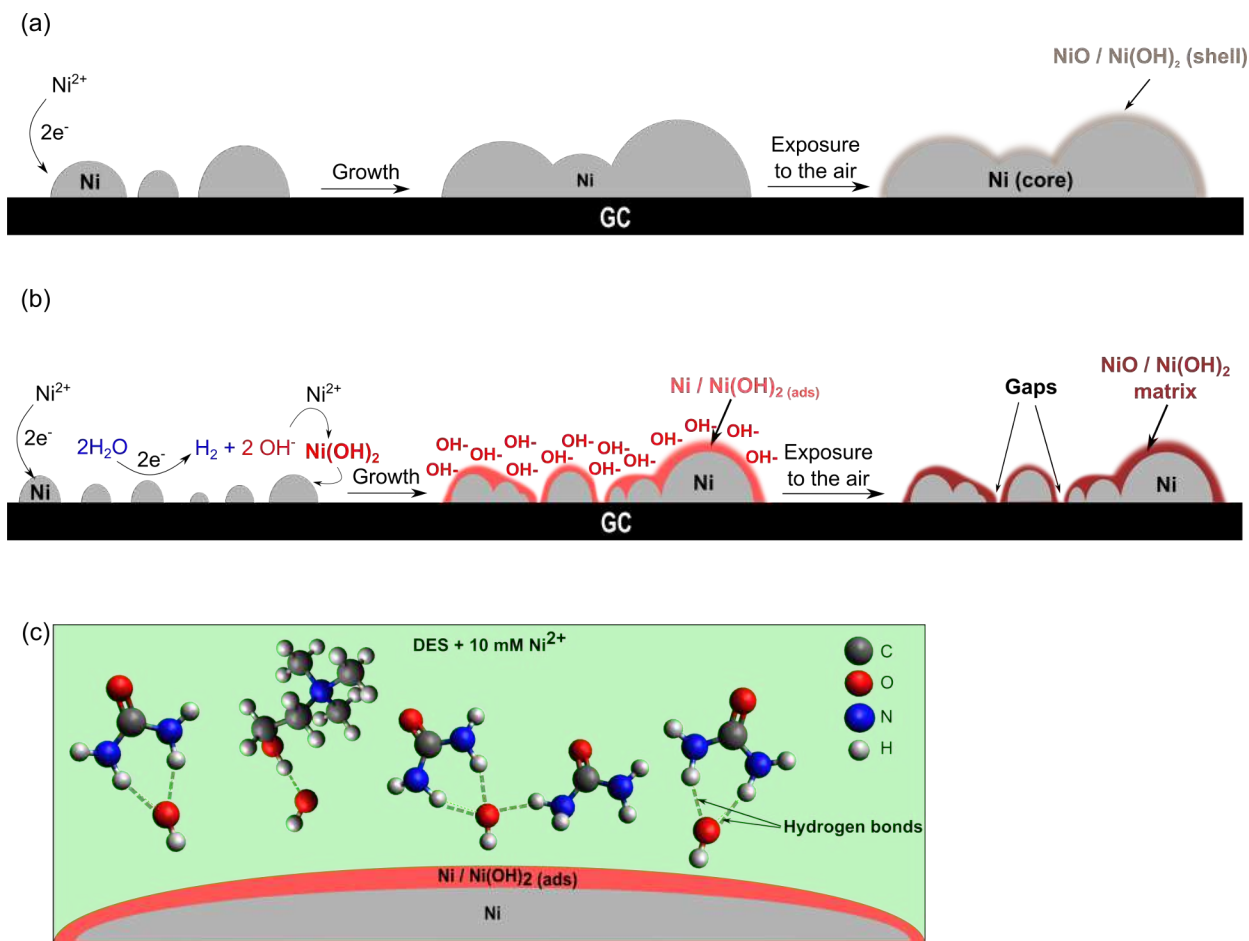 (a)
NiO / Ni(OH)₂ (shell)
Ni²⁺
2e⁻
Ni
Growth
Ni
Exposure
to the air
Ni (core)
GC
(b)
Ni²⁺
2e⁻
Ni
2H₂O
2e⁻
H₂ + 2 OH⁻
Ni²⁺
Ni(OH)₂
Growth
Ni / Ni(OH)₂ (ads)
OH- OH- OH- OH- OH-
OH- OH- OH- OH-
OH- OH- OH- OH-
Ni
Exposure
to the air
Gaps
NiO / Ni(OH)₂
matrix
Ni
GC
(c)
DES + 10 mM Ni²⁺
C
O
N
H
Hydrogen bonds
Ni / Ni(OH)₂ (ads)
Ni